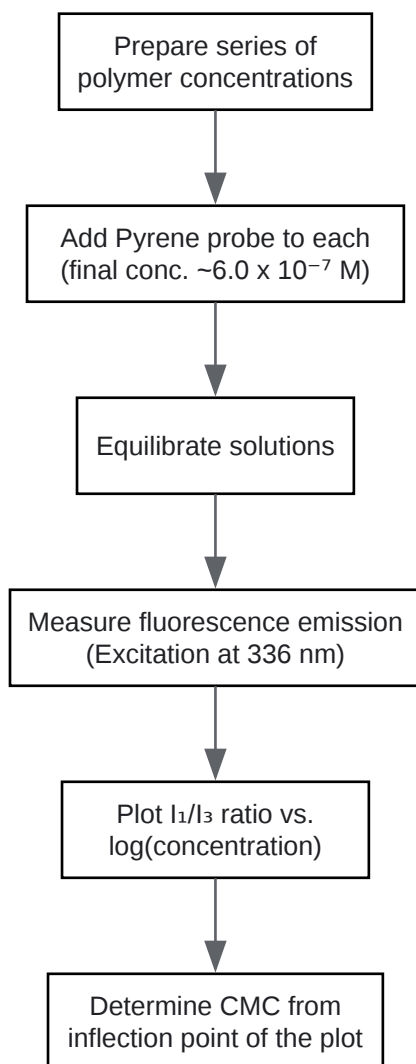 Prepare series of
polymer concentrations
Add Pyrene probe to each
(final conc. ~6.0 x 10⁻⁷ M)
Equilibrate solutions
Measure fluorescence emission
(Excitation at 336 nm)
Plot I₁/I₃ ratio vs.
log(concentration)
Determine CMC from
inflection point of the plot